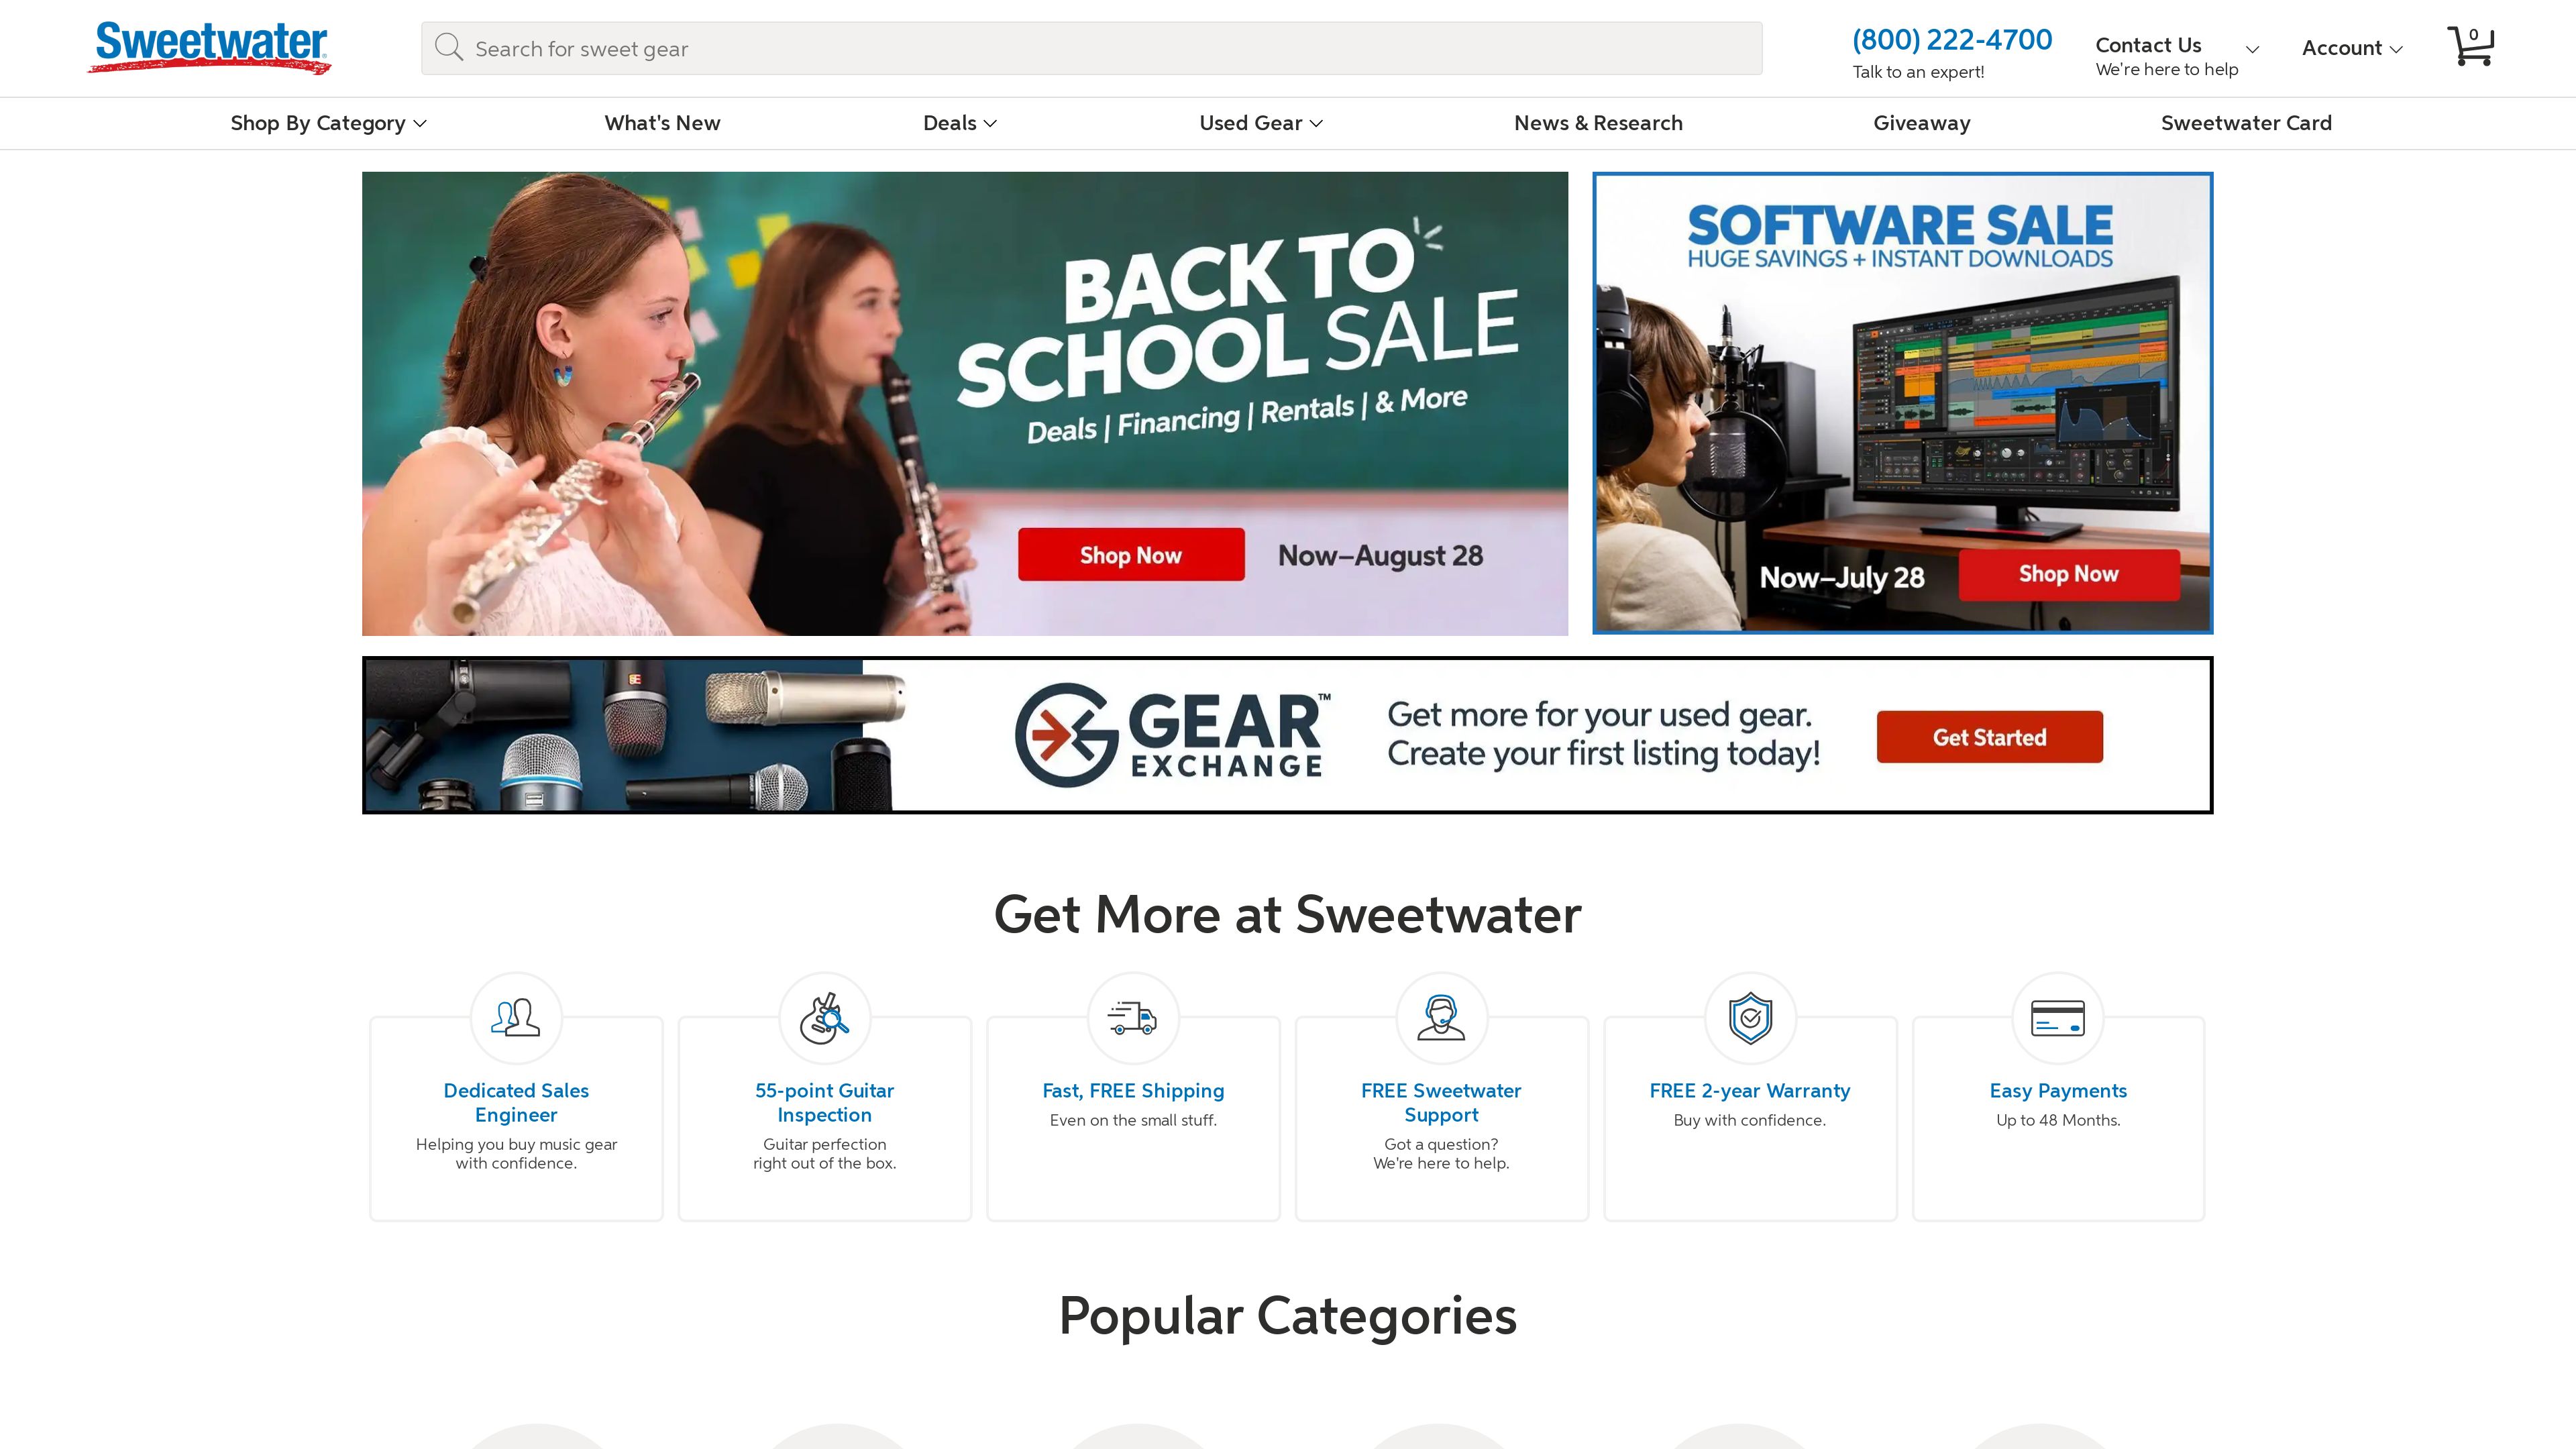 Sweetwater
Search for sweet gear
(800) 222-4700
Talk to an expert!
Contact Us
We're here to help
Account
0
Shop By Category
What's New
Deals
Used Gear
News & Research
Giveaway
Sweetwater Card
BACK TO
SCHOOL SALE
Deals | Financing | Rentals | & More
Shop Now
Now–August 28
SOFTWARE SALE
HUGE SAVINGS + INSTANT DOWNLOADS
Now–July 28
Shop Now
GEAR™
EXCHANGE
Get more for your used gear.
Create your first listing today!
Get Started
Get More at Sweetwater
Dedicated Sales
Engineer
Helping you buy music gear
with confidence.
55-point Guitar
Inspection
Guitar perfection
right out of the box.
Fast, FREE Shipping
Even on the small stuff.
FREE Sweetwater
Support
Got a question?
We're here to help.
FREE 2-year Warranty
Buy with confidence.
Easy Payments
Up to 48 Months.
Popular Categories